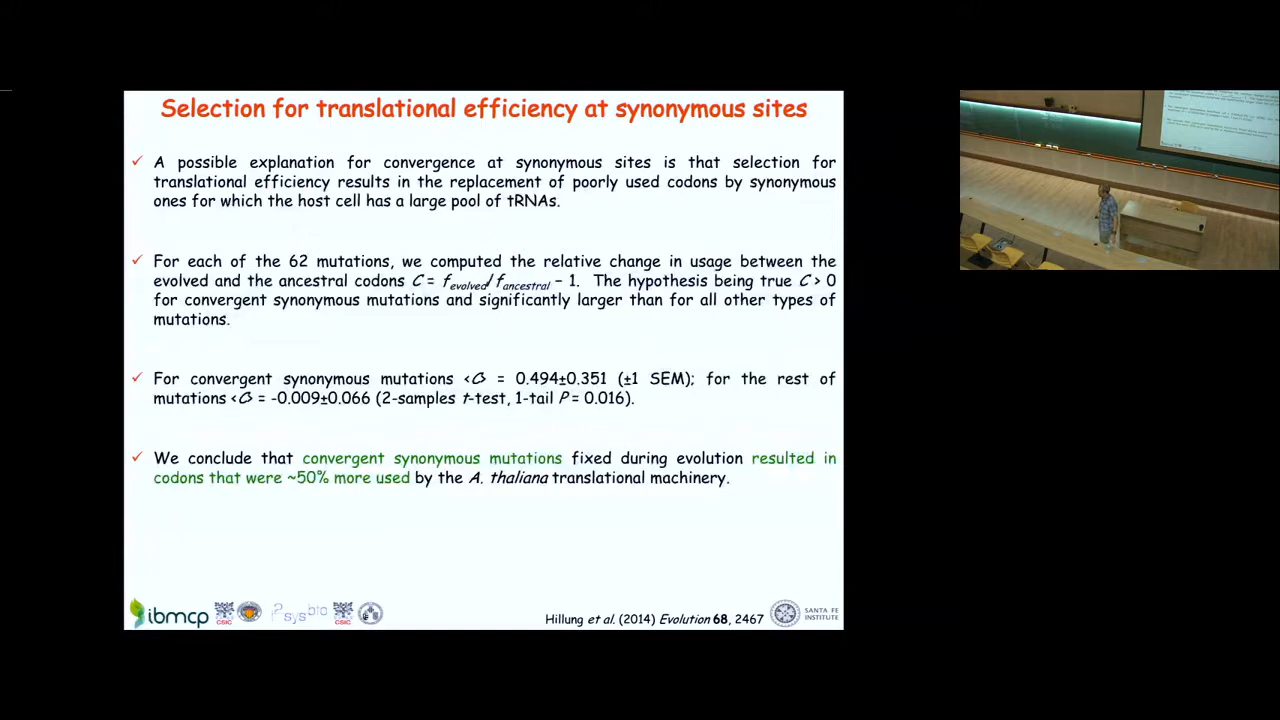 Selection for translational efficiency at synonymous sites
✓ A possible explanation for convergence at synonymous sites is that selection for
translational efficiency results in the replacement of poorly used codons by synonymous
ones for which the host cell has a large pool of tRNAs.
✓ For each of the 62 mutations, we computed the relative change in usage between the
evolved and the ancestral codons C = fevolved/fancestral – 1. The hypothesis being true C > 0
for convergent synonymous mutations and significantly larger than for all other types of
mutations.
✓ For convergent synonymous mutations <C> = 0.494±0.351 (±1 SEM); for the rest of
mutations <C> = -0.009±0.066 (2-samples t-test, 1-tail P = 0.016).
✓ We conclude that convergent synonymous mutations fixed during evolution resulted in
codons that were ~50% more used by the A. thaliana translational machinery.
ibmcp CSIC sysbio CSIC
Hillung et al. (2014) Evolution 68, 2467
SANTA FE
INSTITUTE